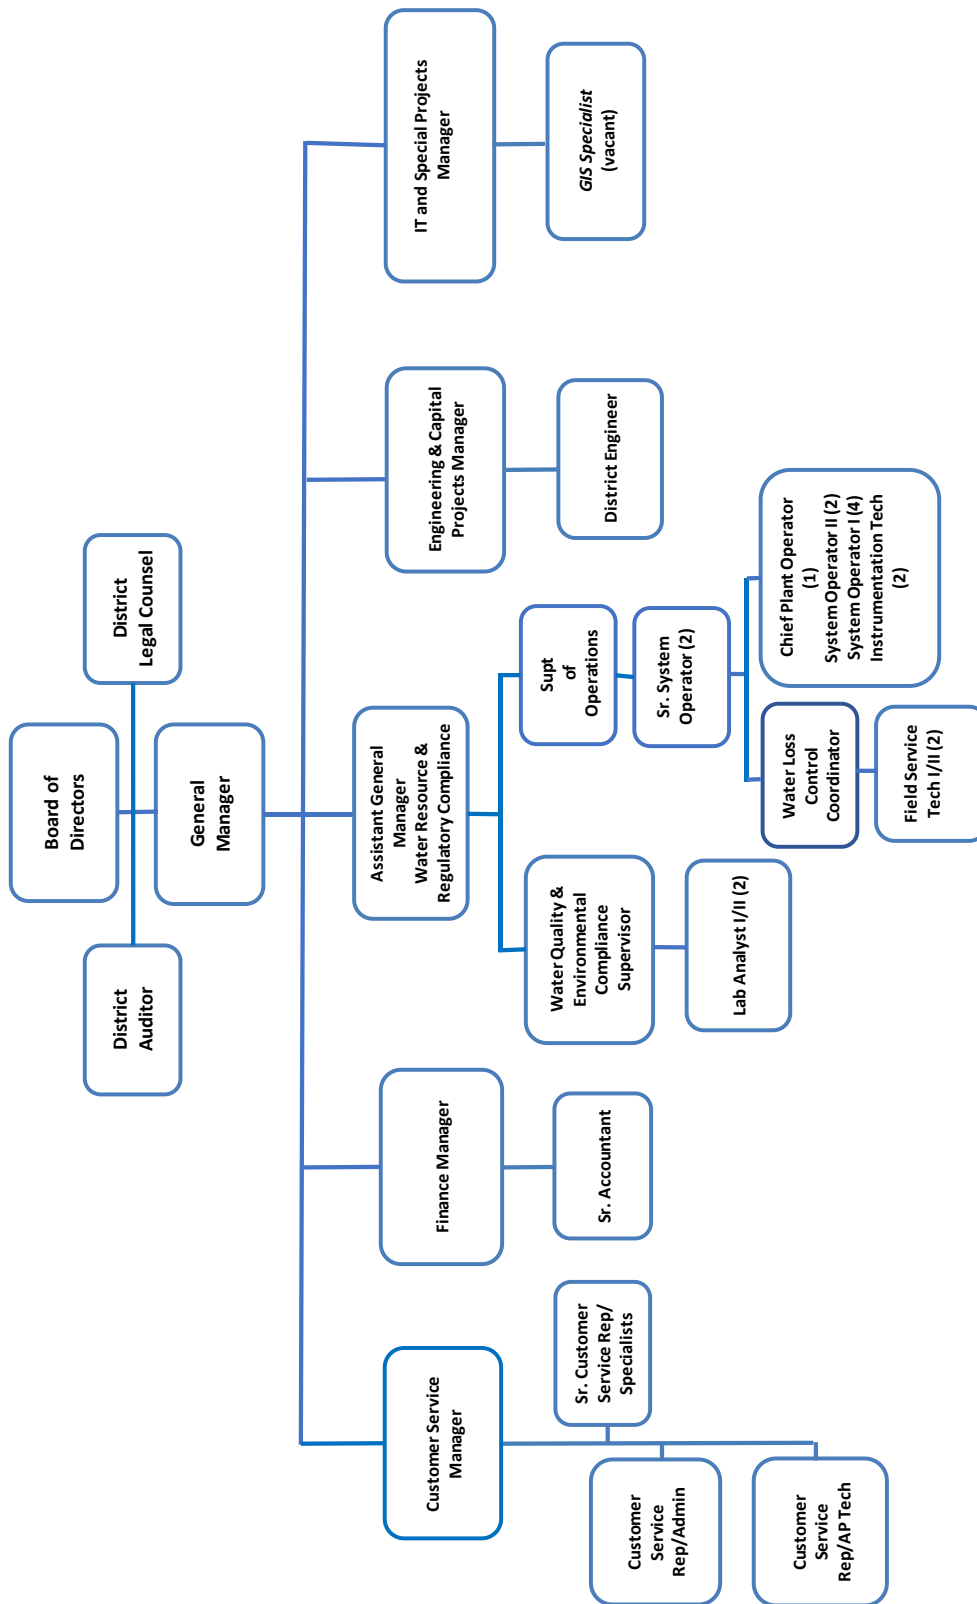 Board of
Directors
District
Auditor
District
Legal Counsel
General
Manager
Customer Service
Manager
Finance Manager
Assistant General
Manager
Water Resource &
Regulatory Compliance
Engineering & Capital
Projects Manager
IT and Special Projects
Manager
Sr. Customer
Service Rep/
Specialists
Customer
Service
Rep/Admin
Customer
Service
Rep/AP Tech
Sr. Accountant
Water Quality &
Environmental
Compliance
Supervisor
Lab Analyst I/II (2)
Supt
of
Operations
Sr. System
Operator (2)
Water Loss
Control
Coordinator
Field Service
Tech I/II (2)
Chief Plant Operator
(1)
System Operator II (2)
System Operator I (4)
Instrumentation Tech
(2)
District Engineer
GIS Specialist
(vacant)